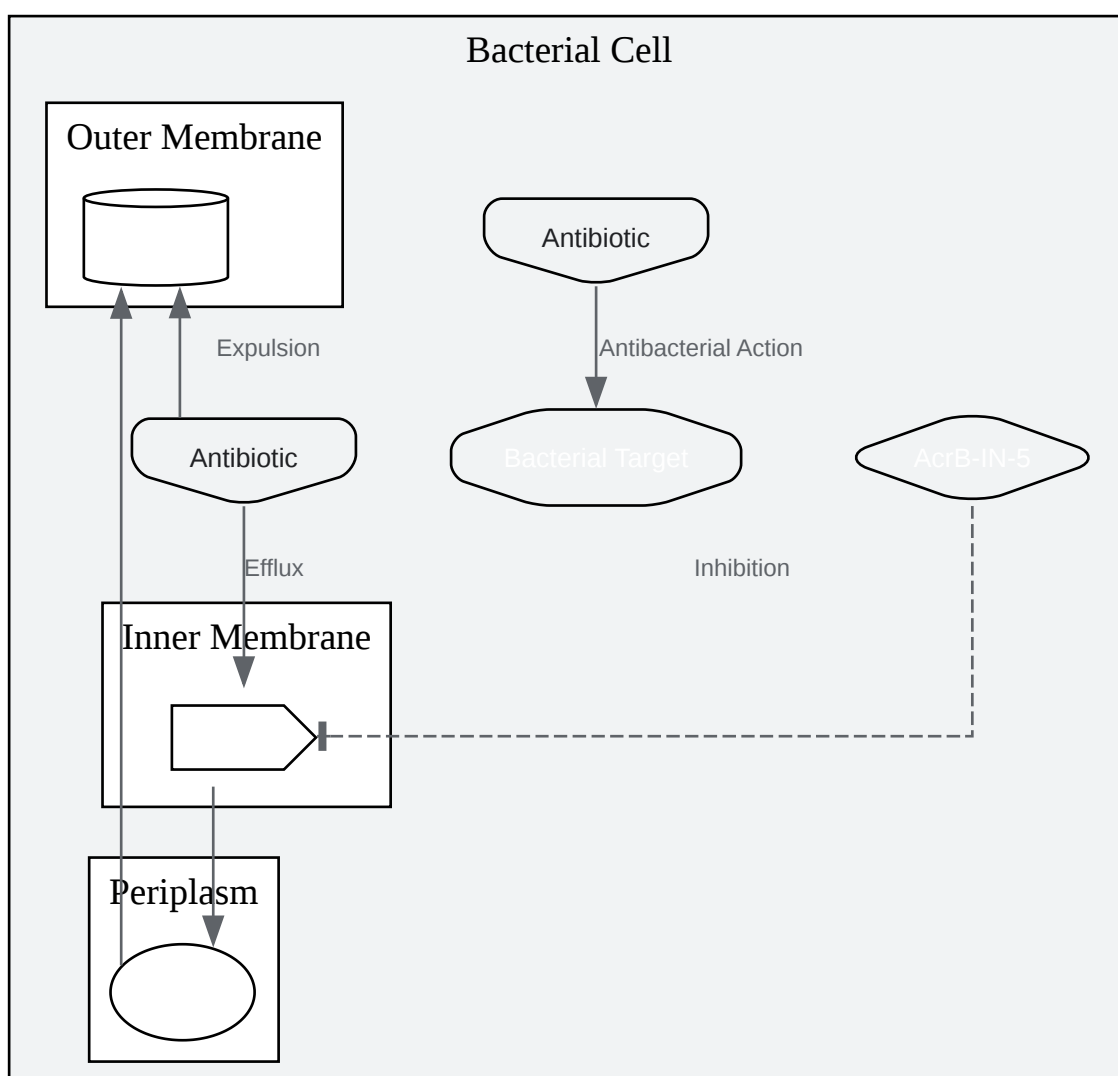 Bacterial Cell
Outer Membrane
Antibiotic
Expulsion
Antibacterial Action
Antibiotic
Bacterial Target
AcrB-IN-5
Efflux
Inhibition
Inner Membrane
Periplasm